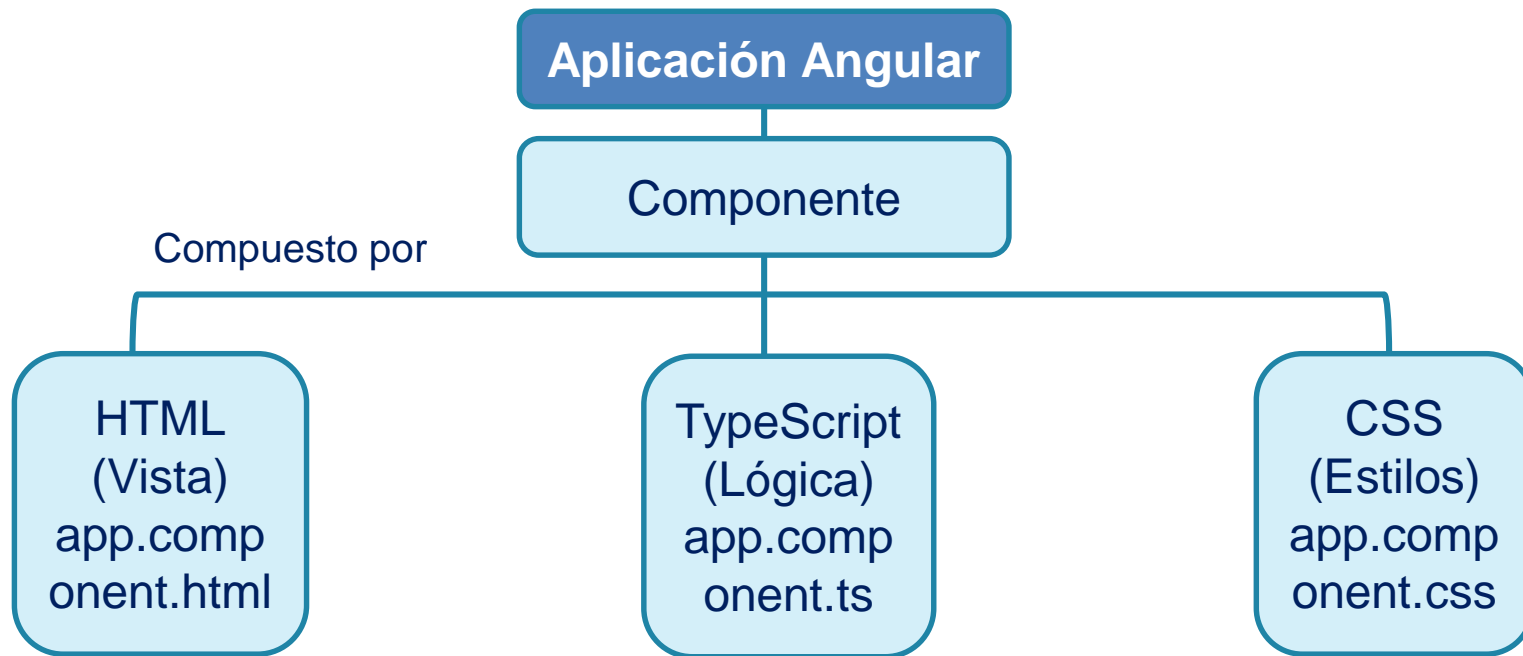 Aplicación Angular
Componente
Compuesto por
HTML
(Vista)
app.comp
onent.html
TypeScript
(Lógica)
app.comp
onent.ts
CSS
(Estilos)
app.comp
onent.css